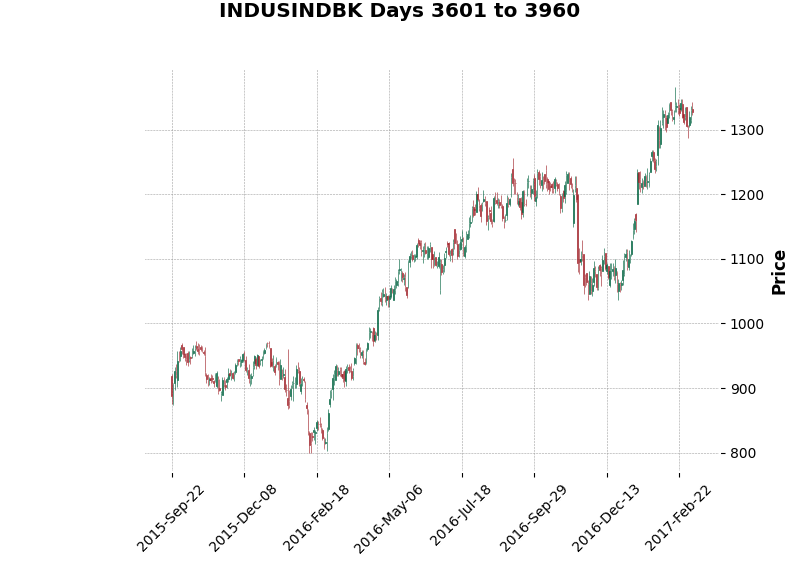 INDUSINDBK Days 3601 to 3960
1300
1200
1100
1000
900
800
Price
2015-Sep-22
2015-Dec-08
2016-Feb-18
2016-May-06
2016-Jul-18
2016-Sep-29
2016-Dec-13
2017-Feb-22